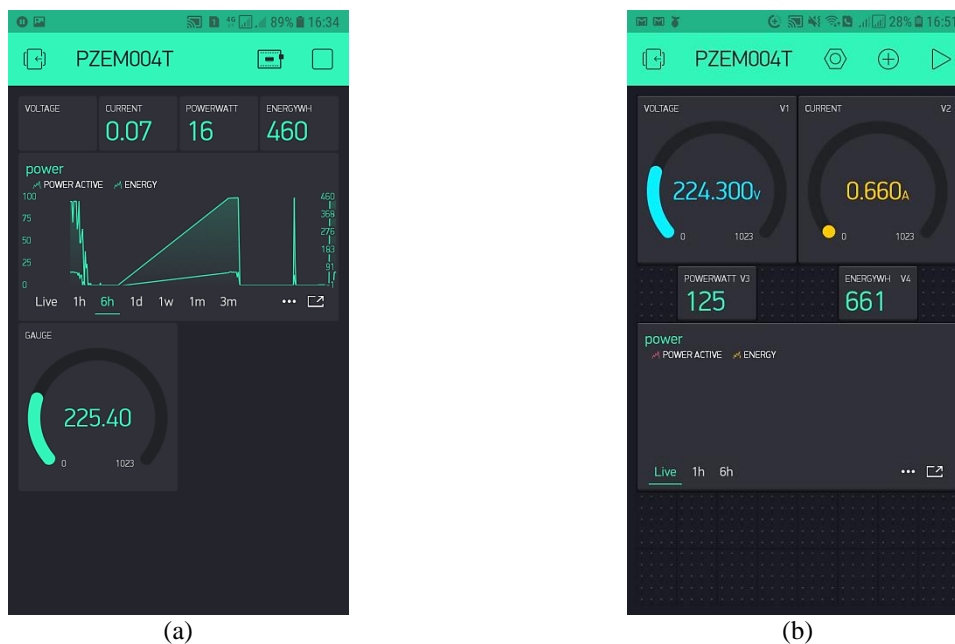 4G 89% 16:34
PZEM004T
VOLTAGE CURRENT POWERWATT ENERGYWH
0.07 16 460
power
POWER ACTIVE ENERGY
100 460
75 368
50 276
25 183
91
0 -1
Live 1h 6h 1d 1w 1m 3m
GAUGE
225.40
0 1023
(a)
28% 16:51
PZEM004T
VOLTAGE V1 CURRENT V2
224.300V 0.660A
0 1023 0 1023
POWERWATT V3 ENERGYWH V4
125 661
power
POWER ACTIVE ENERGY
Live 1h 6h
(b)